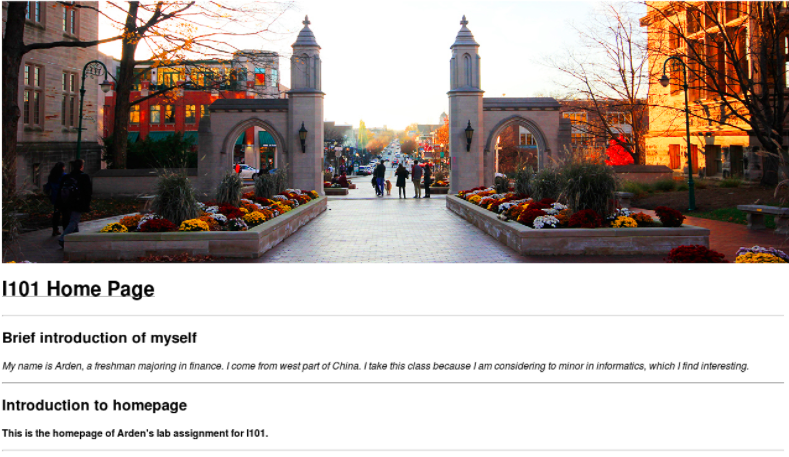 I101 Home Page
Brief introduction of myself
My name is Arden, a freshman majoring in finance. I come from west part of China. I take this class because I am considering to minor in informatics, which I find interesting.
Introduction to homepage
This is the homepage of Arden's lab assignment for I101.